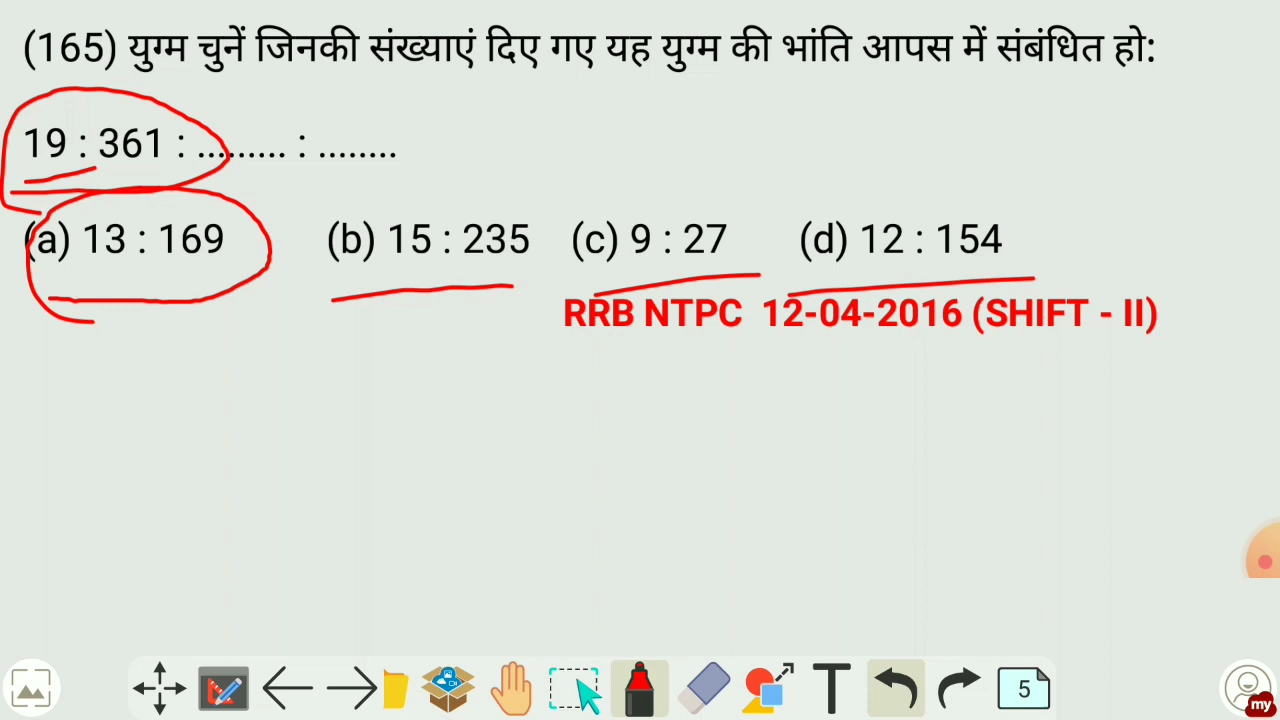 (165) युग्म चुनें जिनकी संख्याएं दिए गए यह युग्म की भांति आपस में संबंधित हो:
19 : 361 : ......... : ........
(a) 13 : 169 (b) 15 : 235 (c) 9 : 27 (d) 12 : 154
RRB NTPC 12-04-2016 (SHIFT - II)
T 5 my